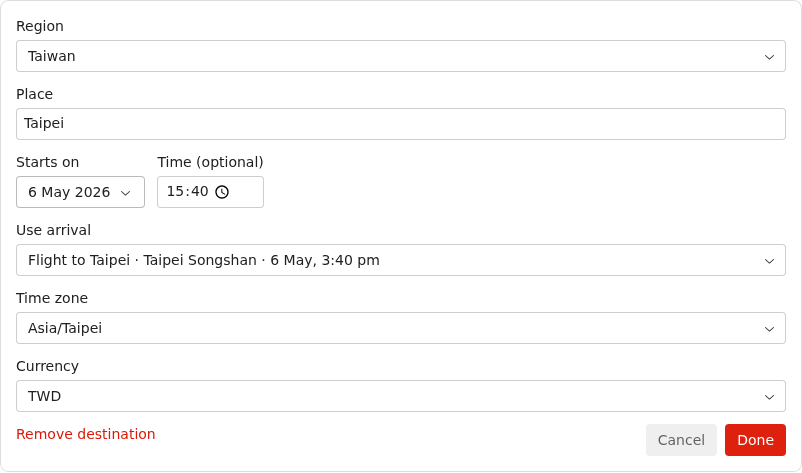 Region
Taiwan
Place
Taipei
Starts on
Time (optional)
6 May 2026
15:40
Use arrival
Flight to Taipei · Taipei Songshan · 6 May, 3:40 pm
Time zone
Asia/Taipei
Currency
TWD
Remove destination
Cancel
Done